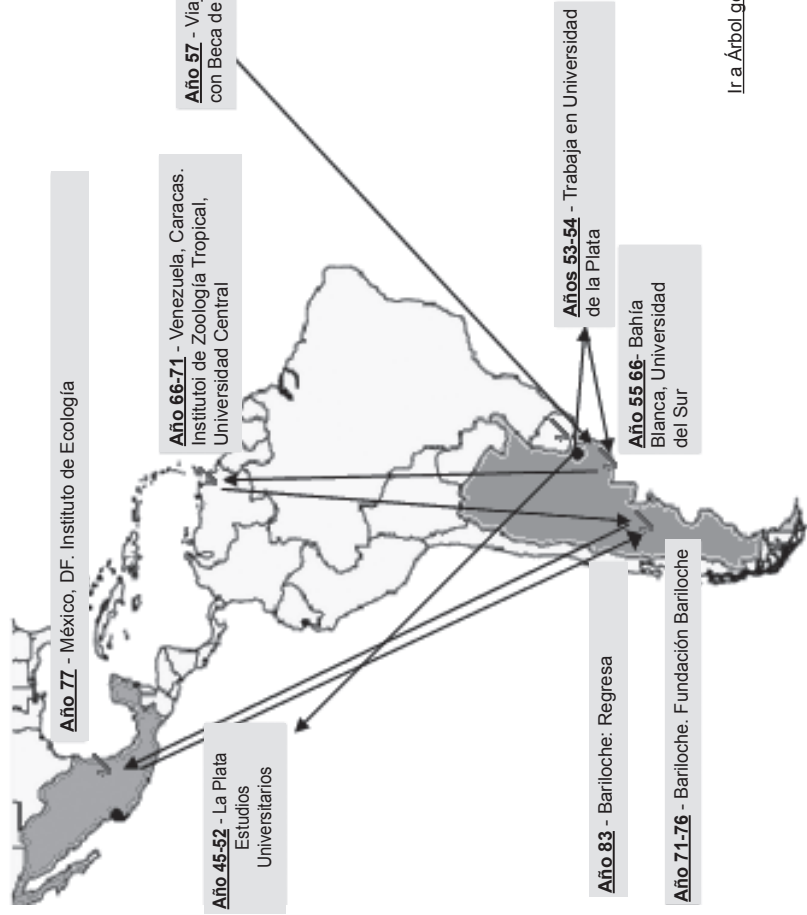 Año 77 - México, DF. Instituto de Ecología
Año 66-71 - Venezuela, Caracas.
Institutoi de Zoología Tropical,
Universidad Central
Año 57 -
con Beca de
Año 45-52 - La Plata
Estudios
Universitarios
Años 53-54 - Trabaja en Universidad
de la Plata
Año 55 66- Bahía
Blanca, Universidad
del Sur
Año 83 - Bariloche: Regresa
Año 71-76 - Bariloche. Fundación Bariloche
Ir a Árbol